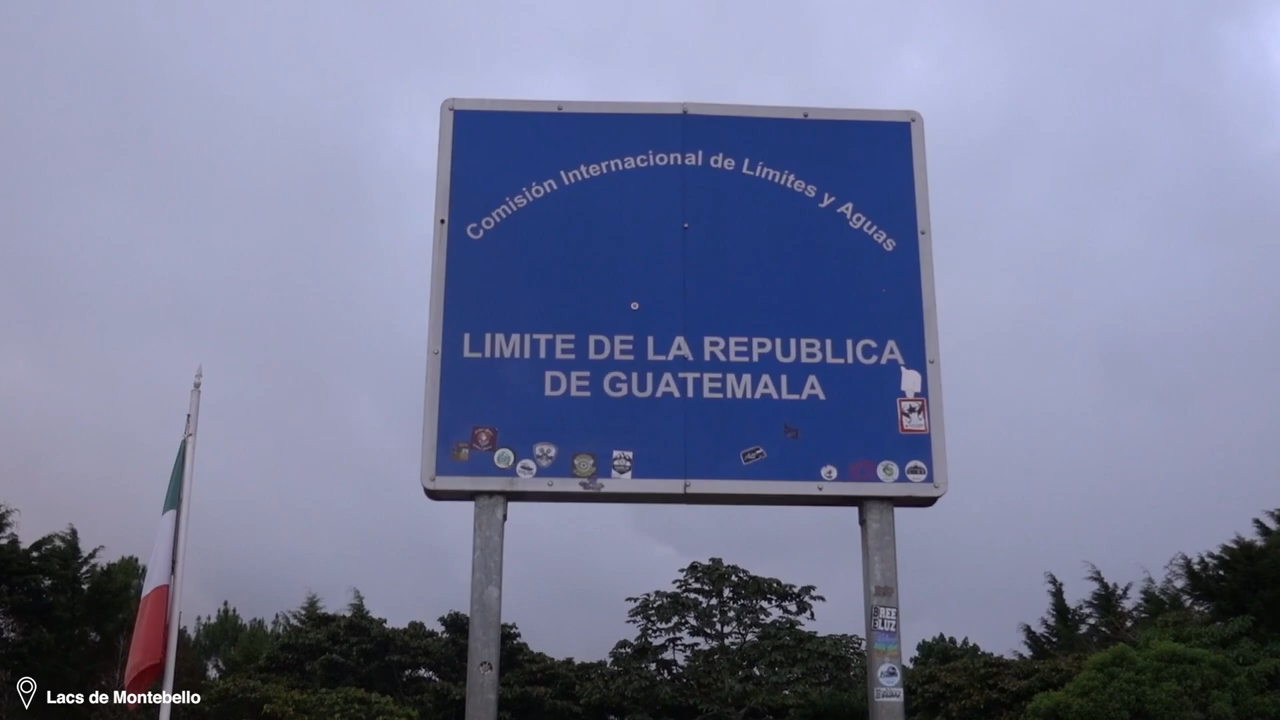 Comisión Internacional de Límites y Aguas
LIMITE DE LA REPUBLICA
DE GUATEMALA
Lacs de Montebello